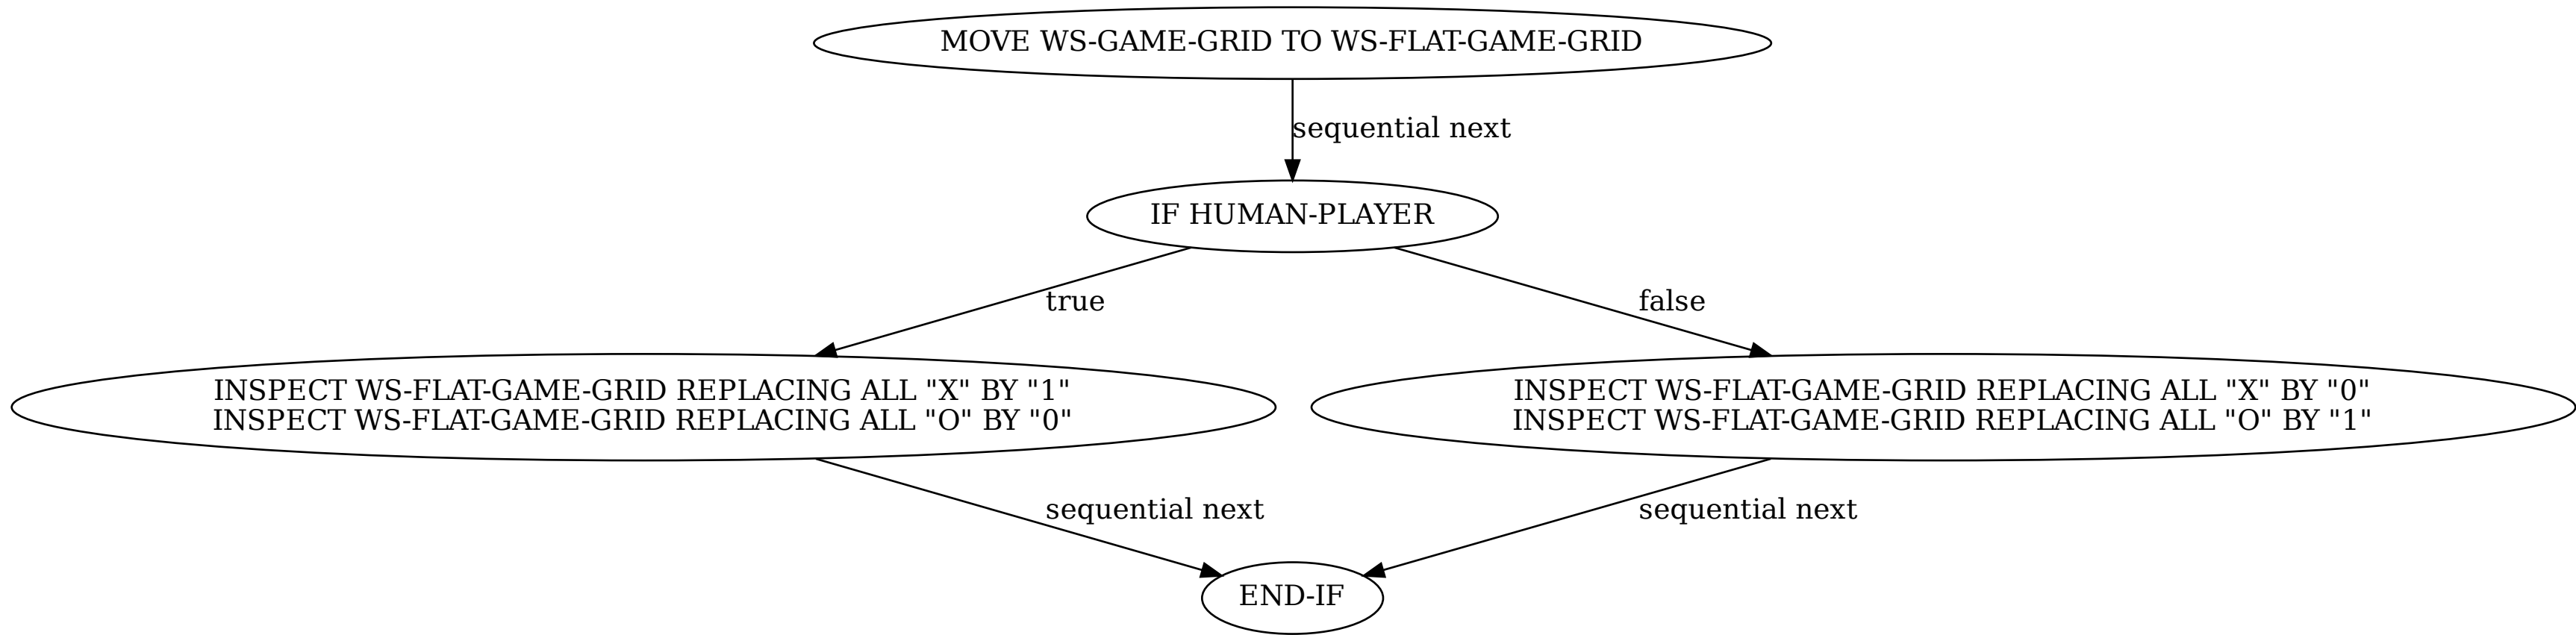 MOVE WS-GAME-GRID TO WS-FLAT-GAME-GRID
sequential next
IF HUMAN-PLAYER
true
false
INSPECT WS-FLAT-GAME-GRID REPLACING ALL "X" BY "1"
INSPECT WS-FLAT-GAME-GRID REPLACING ALL "O" BY "0"
INSPECT WS-FLAT-GAME-GRID REPLACING ALL "X" BY "0"
INSPECT WS-FLAT-GAME-GRID REPLACING ALL "O" BY "1"
sequential next
sequential next
END-IF